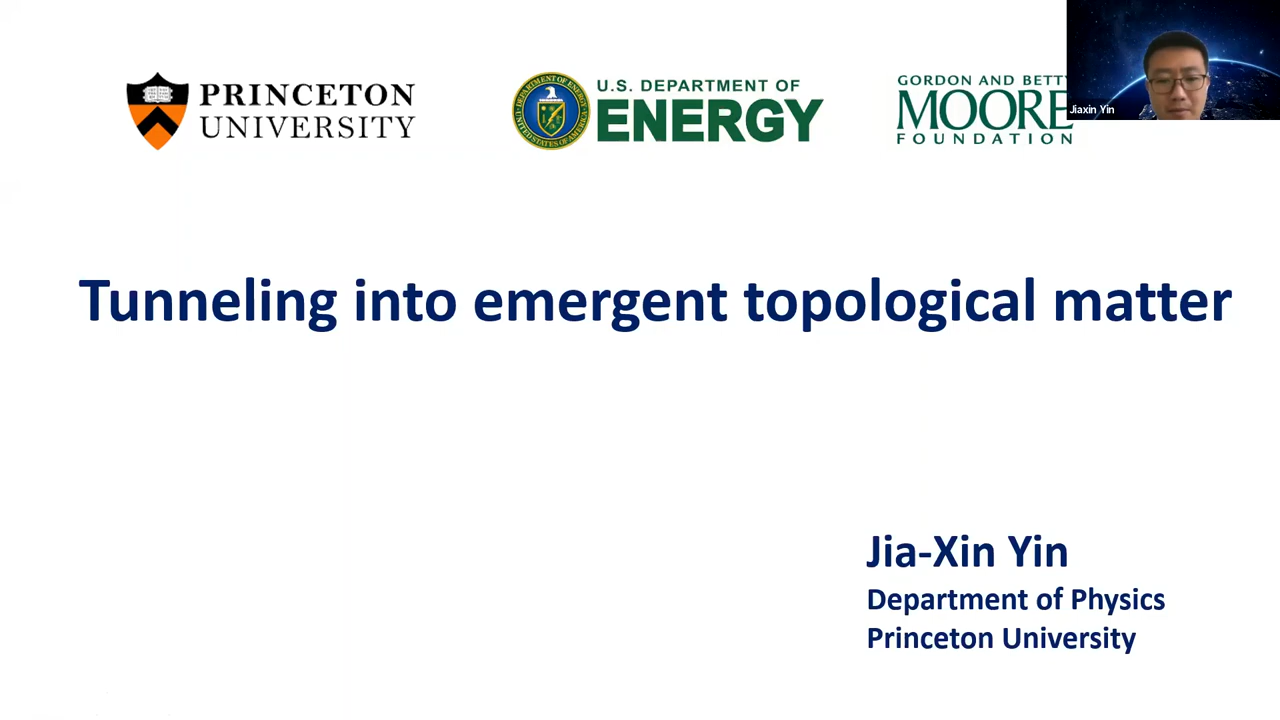 PRINCETON
UNIVERSITY
U.S. DEPARTMENT OF
ENERGY
GORDON AND BETTY
MOORE
FOUNDATION
Jiaxin Yin
Tunneling into emergent topological matter
Jia-Xin Yin
Department of Physics
Princeton University